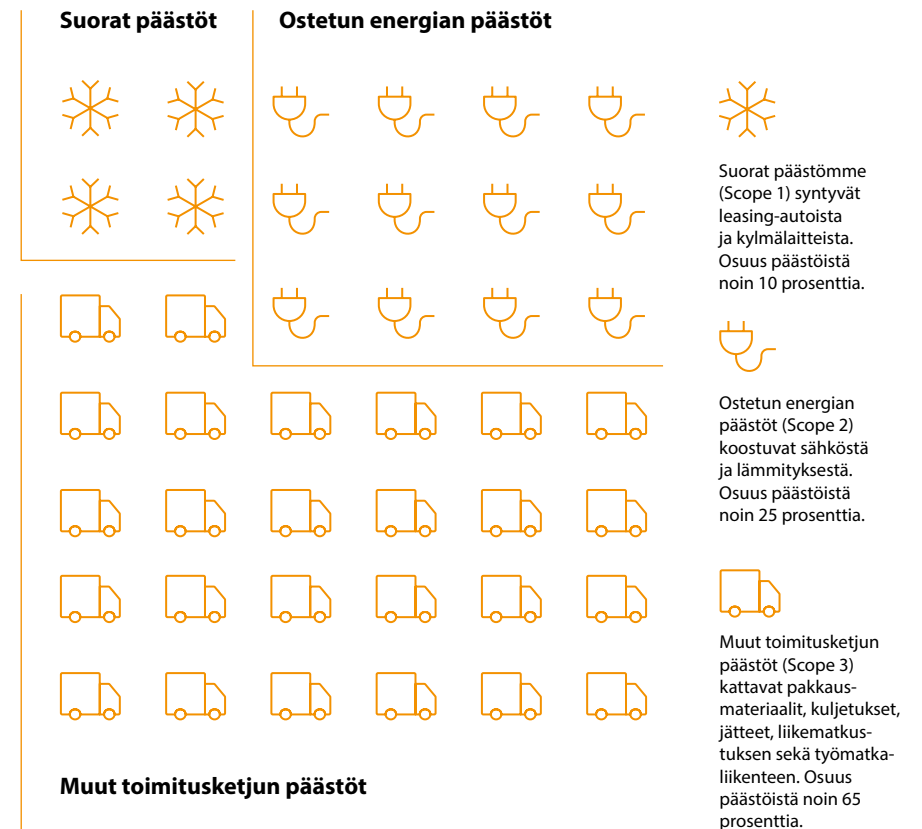 Suorat päästöt
Ostetun energian päästöt
Suorat päästömme
(Scope 1) syntyvät
leasing-autoista
ja kylmälaitteista.
Osuus päästöistä
noin 10 prosenttia.
Ostetun energian
päästöt (Scope 2)
koostuvat sähköstä
ja lämmityksestä.
Osuus päästöistä
noin 25 prosenttia.
Muut toimitusketjun
päästöt (Scope 3)
kattavat pakkaus-
materiaalit, kuljetukset,
jätteet, liikematkus-
tuksen sekä työmatka-
liikenteen. Osuus
päästöistä noin 65
prosenttia.
Muut toimitusketjun päästöt